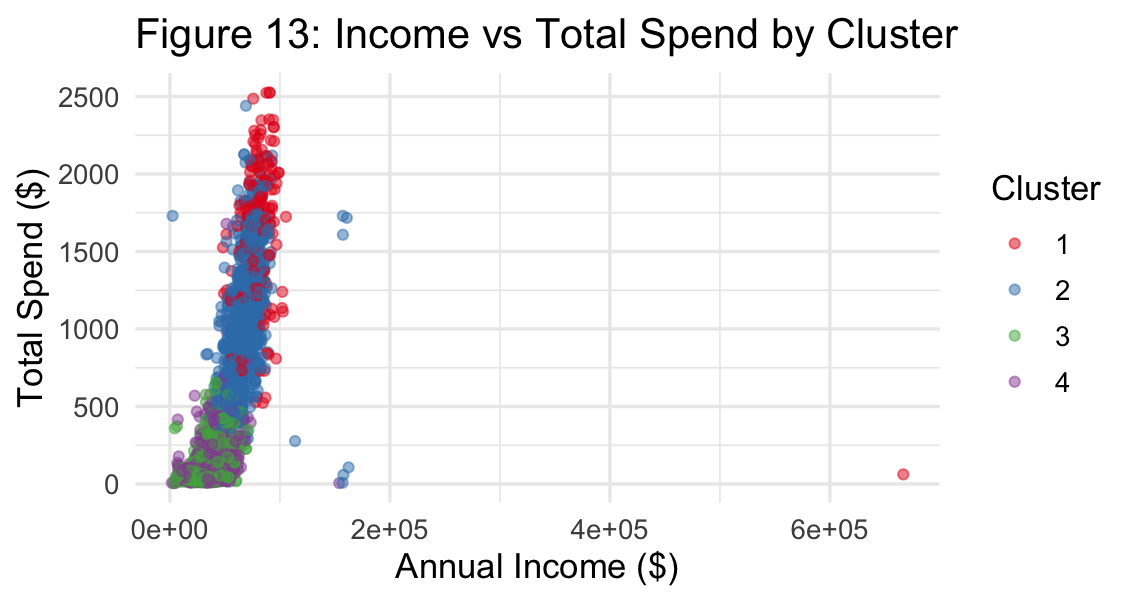 Figure 13: Income vs Total Spend by Cluster
Total Spend ($)
2500
2000
1500
1000
500
0
0e+00 2e+05 4e+05 6e+05
Annual Income ($)
Cluster
1
2
3
4